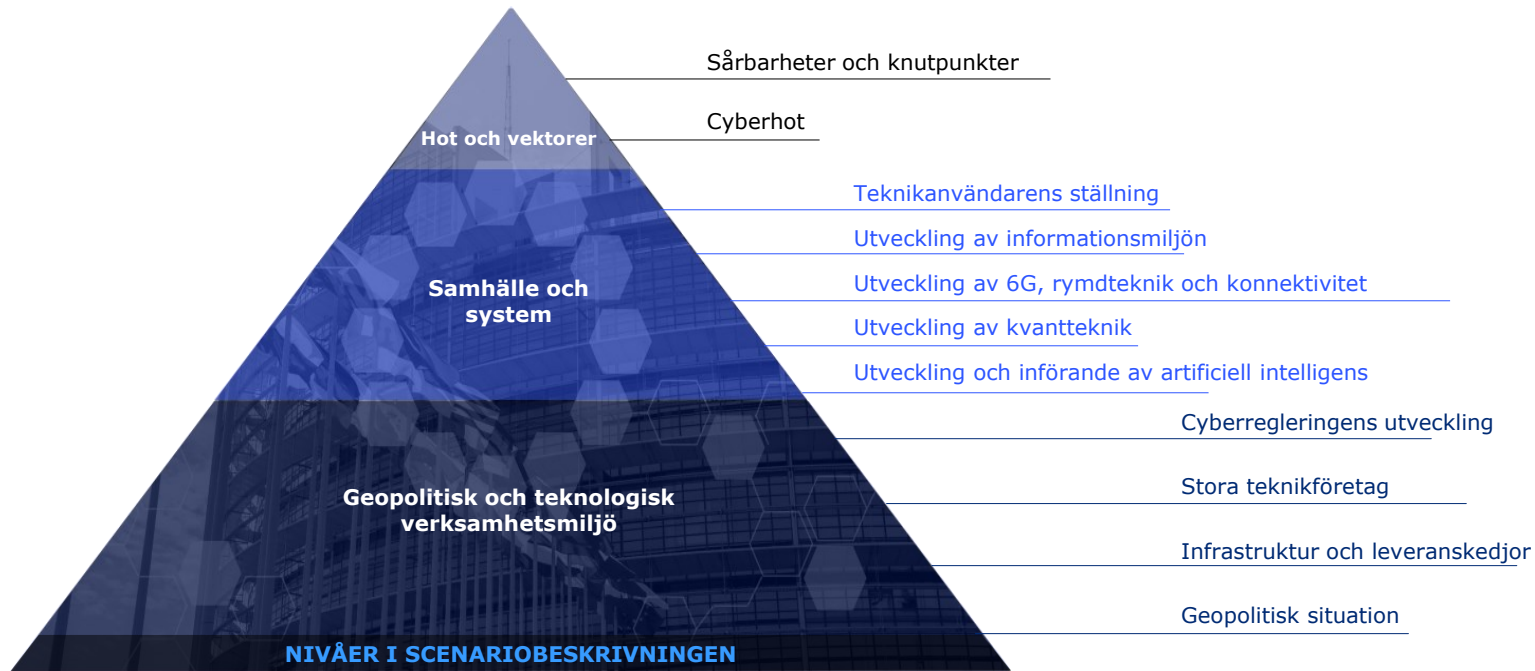 Sårbarheter och knutpunkter
Cyberhot
Hot och vektorer
Teknikanvändarens ställning
Utveckling av informationsmiljön
Utveckling av 6G, rymdteknik och konnektivitet
Utveckling av kvantteknik
Utveckling och införande av artificiell intelligens
Samhälle och
system
Cyberregleringens utveckling
Stora teknikföretag
Infrastruktur och leveranskedjor
Geopolitisk situation
Geopolitisk och teknologisk
verksamhetsmiljö
NIVÅER I SCENARIOBESKRIVNINGEN